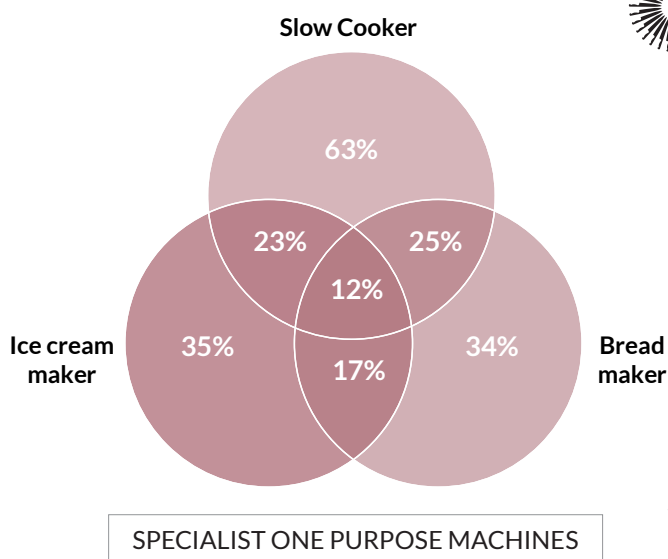 Slow Cooker
63%
23%
25%
12%
Ice cream
maker
35%
17%
34%
Bread
maker
SPECIALIST ONE PURPOSE MACHINES